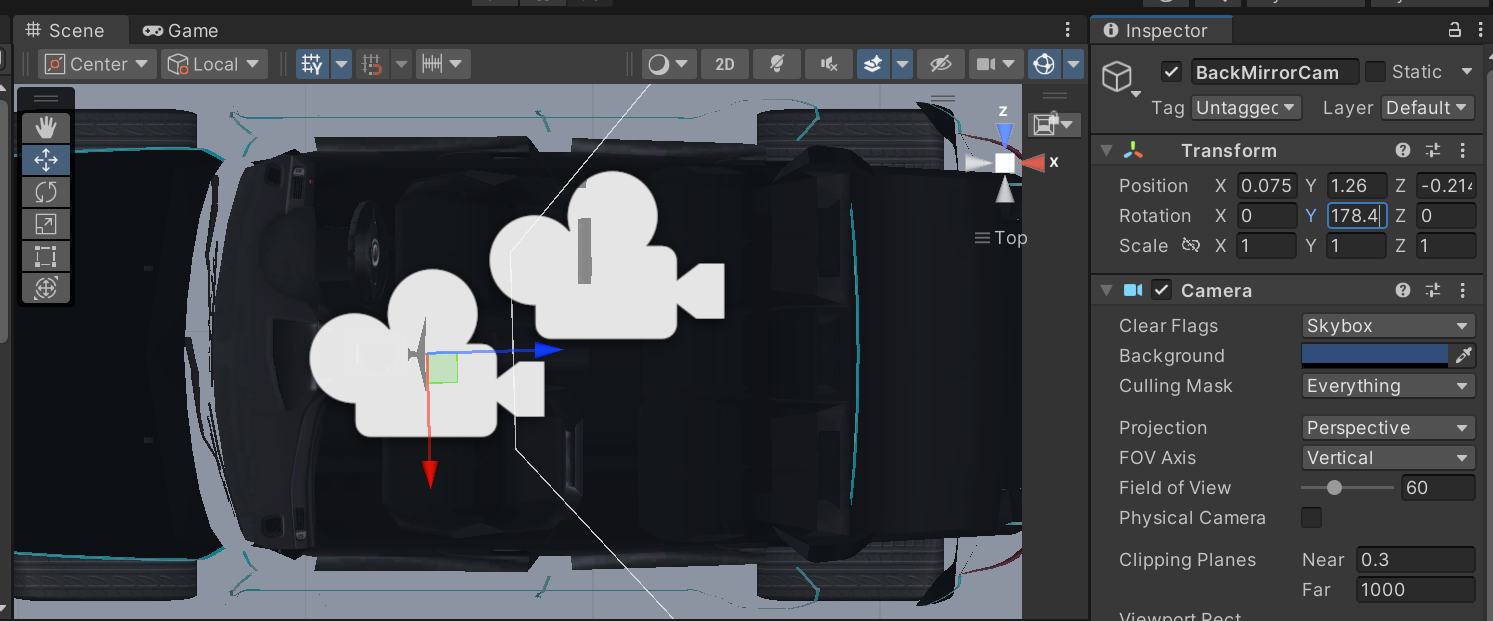 Scene
Game
Inspector
Center
Local
2D
BackMirrorCam
Static
Tag
Untagged
Layer
Default
z
x
Top
Transform
Position X 0.075 Y 1.26 Z -0.214
Rotation X 0 Y 178.4 Z 0
Scale X 1 Y 1 Z 1
Camera
Clear Flags Skybox
Background
Culling Mask Everything
Projection Perspective
FOV Axis Vertical
Field of View 60
Physical Camera
Clipping Planes Near 0.3
Far 1000
Viewport Rect